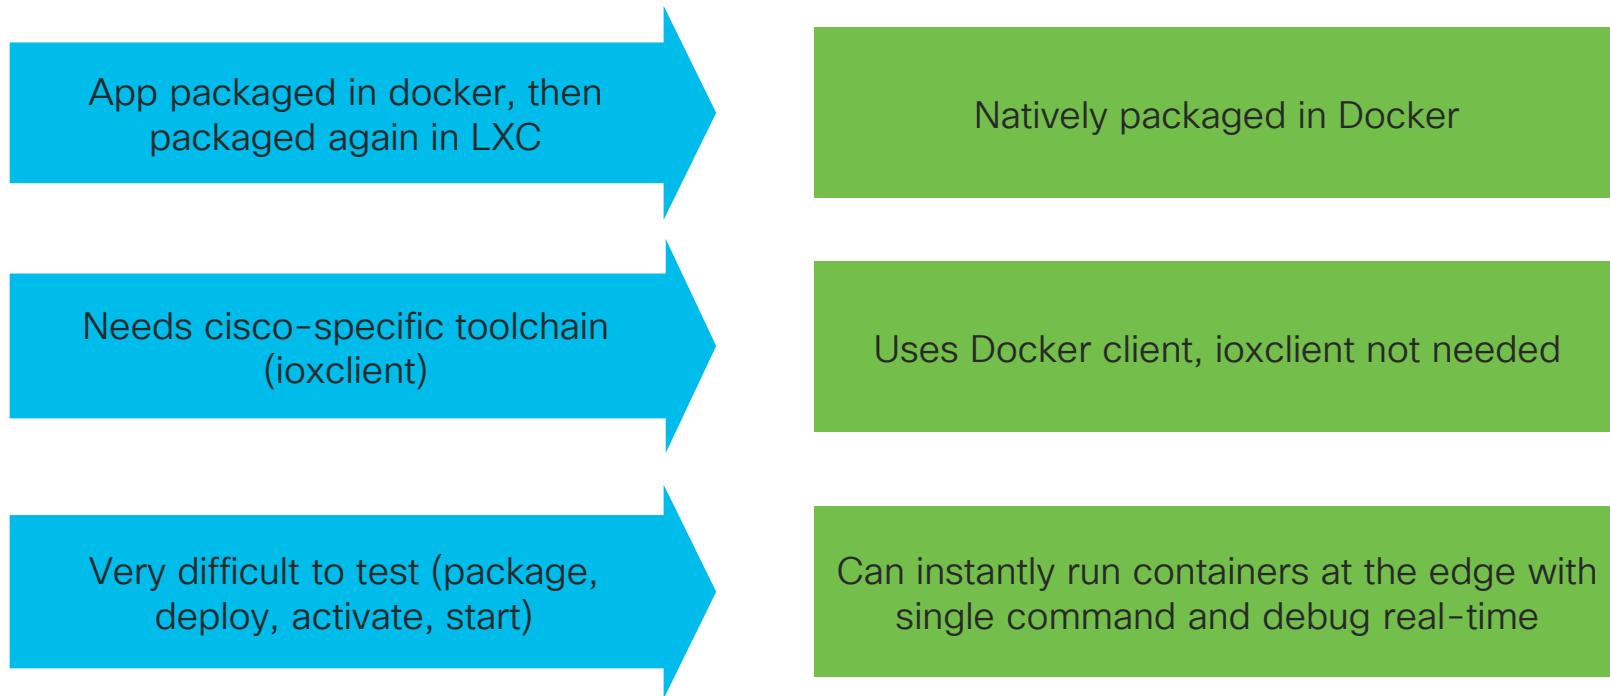 App packaged in docker, then
packaged again in LXC
Natively packaged in Docker
Needs cisco-specific toolchain
(ioxclient)
Uses Docker client, ioxclient not needed
Very difficult to test (package,
deploy, activate, start)
Can instantly run containers at the edge with
single command and debug real-time